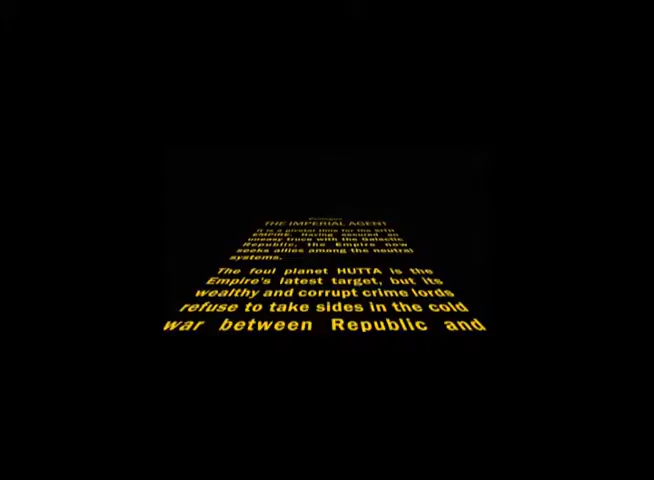 Prologue
THE IMPERIAL AGENT
It is a pivotal time for the SITH
EMPIRE. Having secured an
uneasy truce with the Galactic
Republic, The Empire now
seeks allies among the neutral
systems.
The foul planet HUTTA is the
Empire's latest target, but its
wealthy and corrupt crime lords
refuse to take sides in the cold
war between Republic and